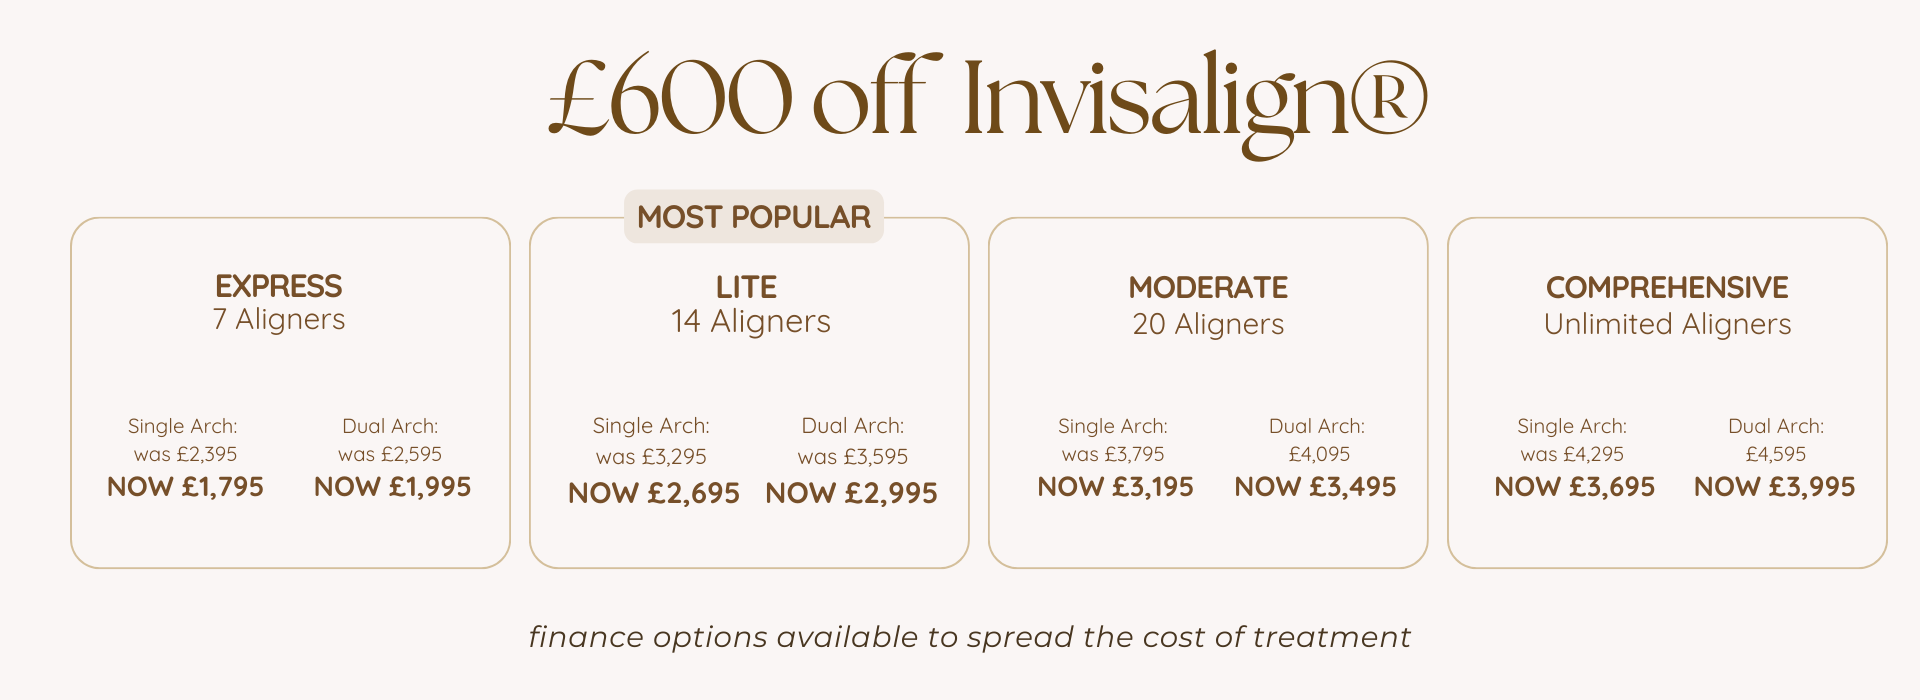 £600 off Invisalign®
EXPRESS
7 Aligners
Single Arch:
was £2,395
NOW £1,795
Dual Arch:
was £2,595
NOW £1,995
MOST POPULAR
LITE
14 Aligners
Single Arch:
was £3,295
NOW £2,695
Dual Arch:
was £3,595
NOW £2,995
MODERATE
20 Aligners
Single Arch:
was £3,795
NOW £3,195
Dual Arch:
£4,095
NOW £3,495
COMPREHENSIVE
Unlimited Aligners
Single Arch:
was £4,295
NOW £3,695
Dual Arch:
£4,595
NOW £3,995
finance options available to spread the cost of treatment